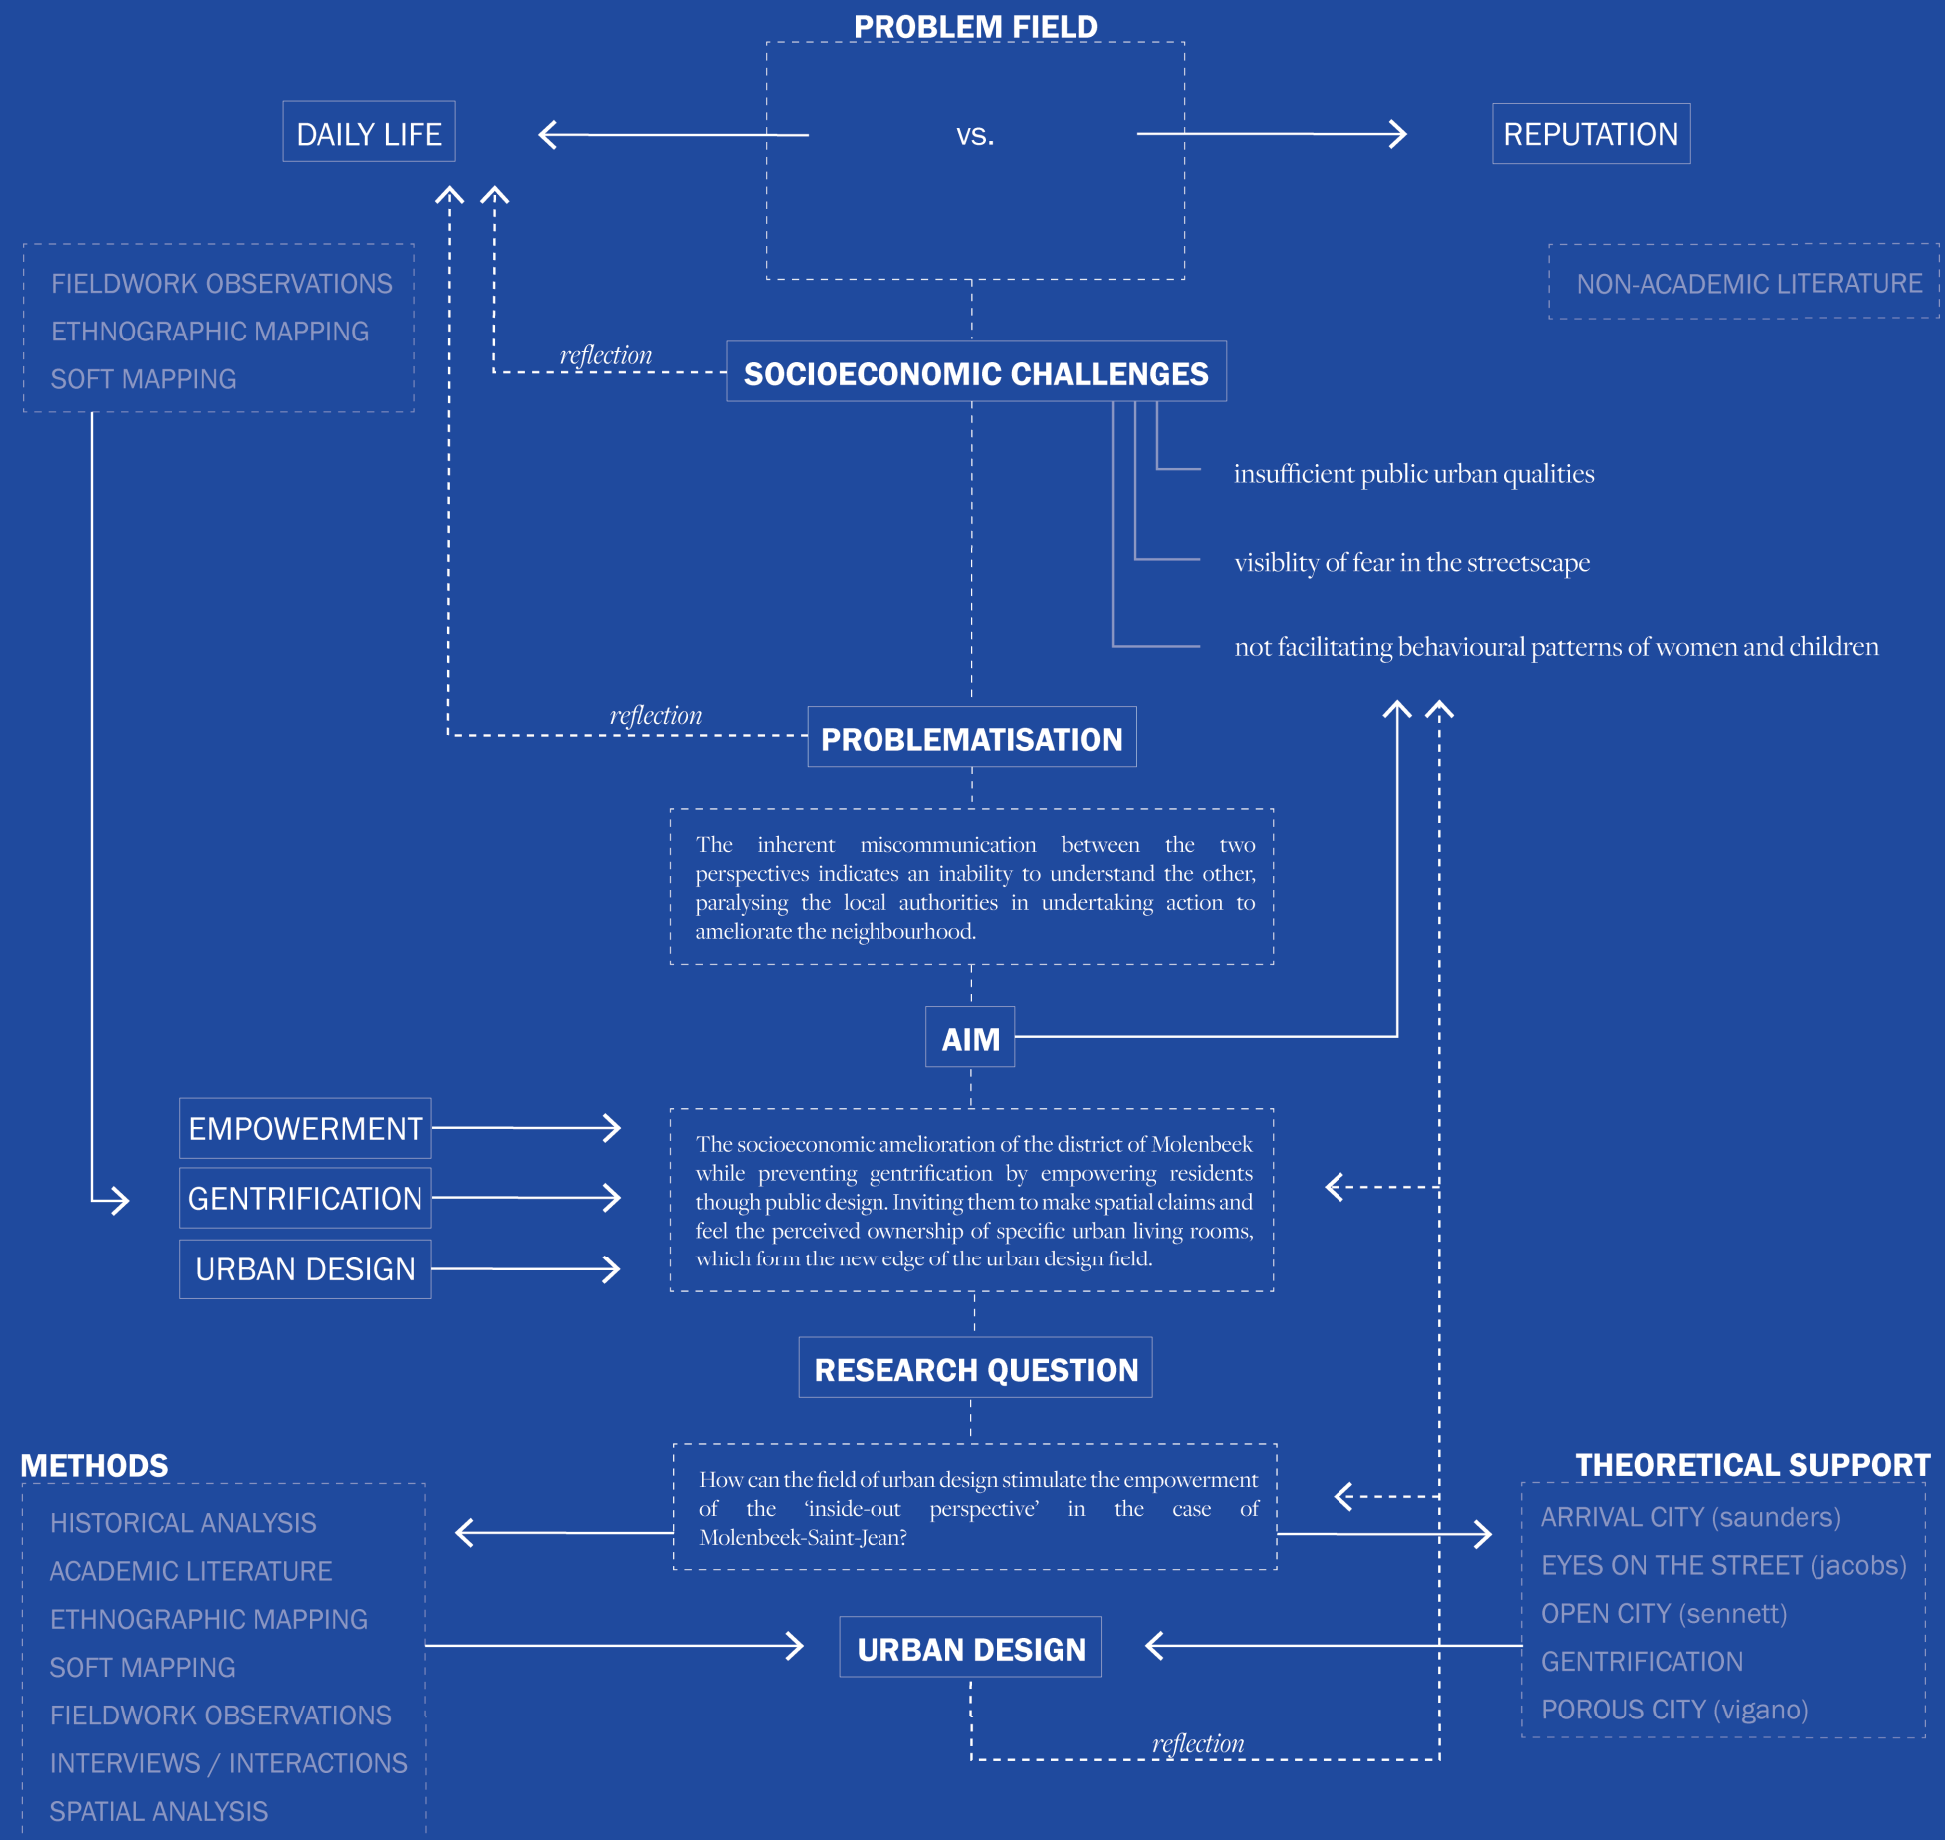 PROBLEM FIELD
DAILY LIFE
vs.
REPUTATION
FIELDWORK OBSERVATIONS
ETHNOGRAPHIC MAPPING
SOFT MAPPING
NON-ACADEMIC LITERATURE
reflection
SOCIOECONOMIC CHALLENGES
insufficient public urban qualities
visiblity of fear in the streetscape
not facilitating behavioural patterns of women and children
reflection
PROBLEMATISATION
The inherent miscommunication between the two
perspectives indicates an inability to understand the other,
paralysing the local authorities in undertaking action to
ameliorate the neighbourhood.
AIM
EMPOWERMENT
GENTRIFICATION
URBAN DESIGN
The socioeconomic amelioration of the district of Molenbeek
while preventing gentrification by empowering residents
though public design. Inviting them to make spatial claims and
feel the perceived ownership of specific urban living rooms,
which form the new edge of the urban design field.
RESEARCH QUESTION
How can the field of urban design stimulate the empowerment
of the ‘inside-out perspective’ in the case of
Molenbeek-Saint-Jean?
METHODS
HISTORICAL ANALYSIS
ACADEMIC LITERATURE
ETHNOGRAPHIC MAPPING
SOFT MAPPING
FIELDWORK OBSERVATIONS
INTERVIEWS / INTERACTIONS
SPATIAL ANALYSIS
THEORETICAL SUPPORT
ARRIVAL CITY (saunders)
EYES ON THE STREET (jacobs)
OPEN CITY (sennett)
GENTRIFICATION
POROUS CITY (vigano)
URBAN DESIGN
reflection